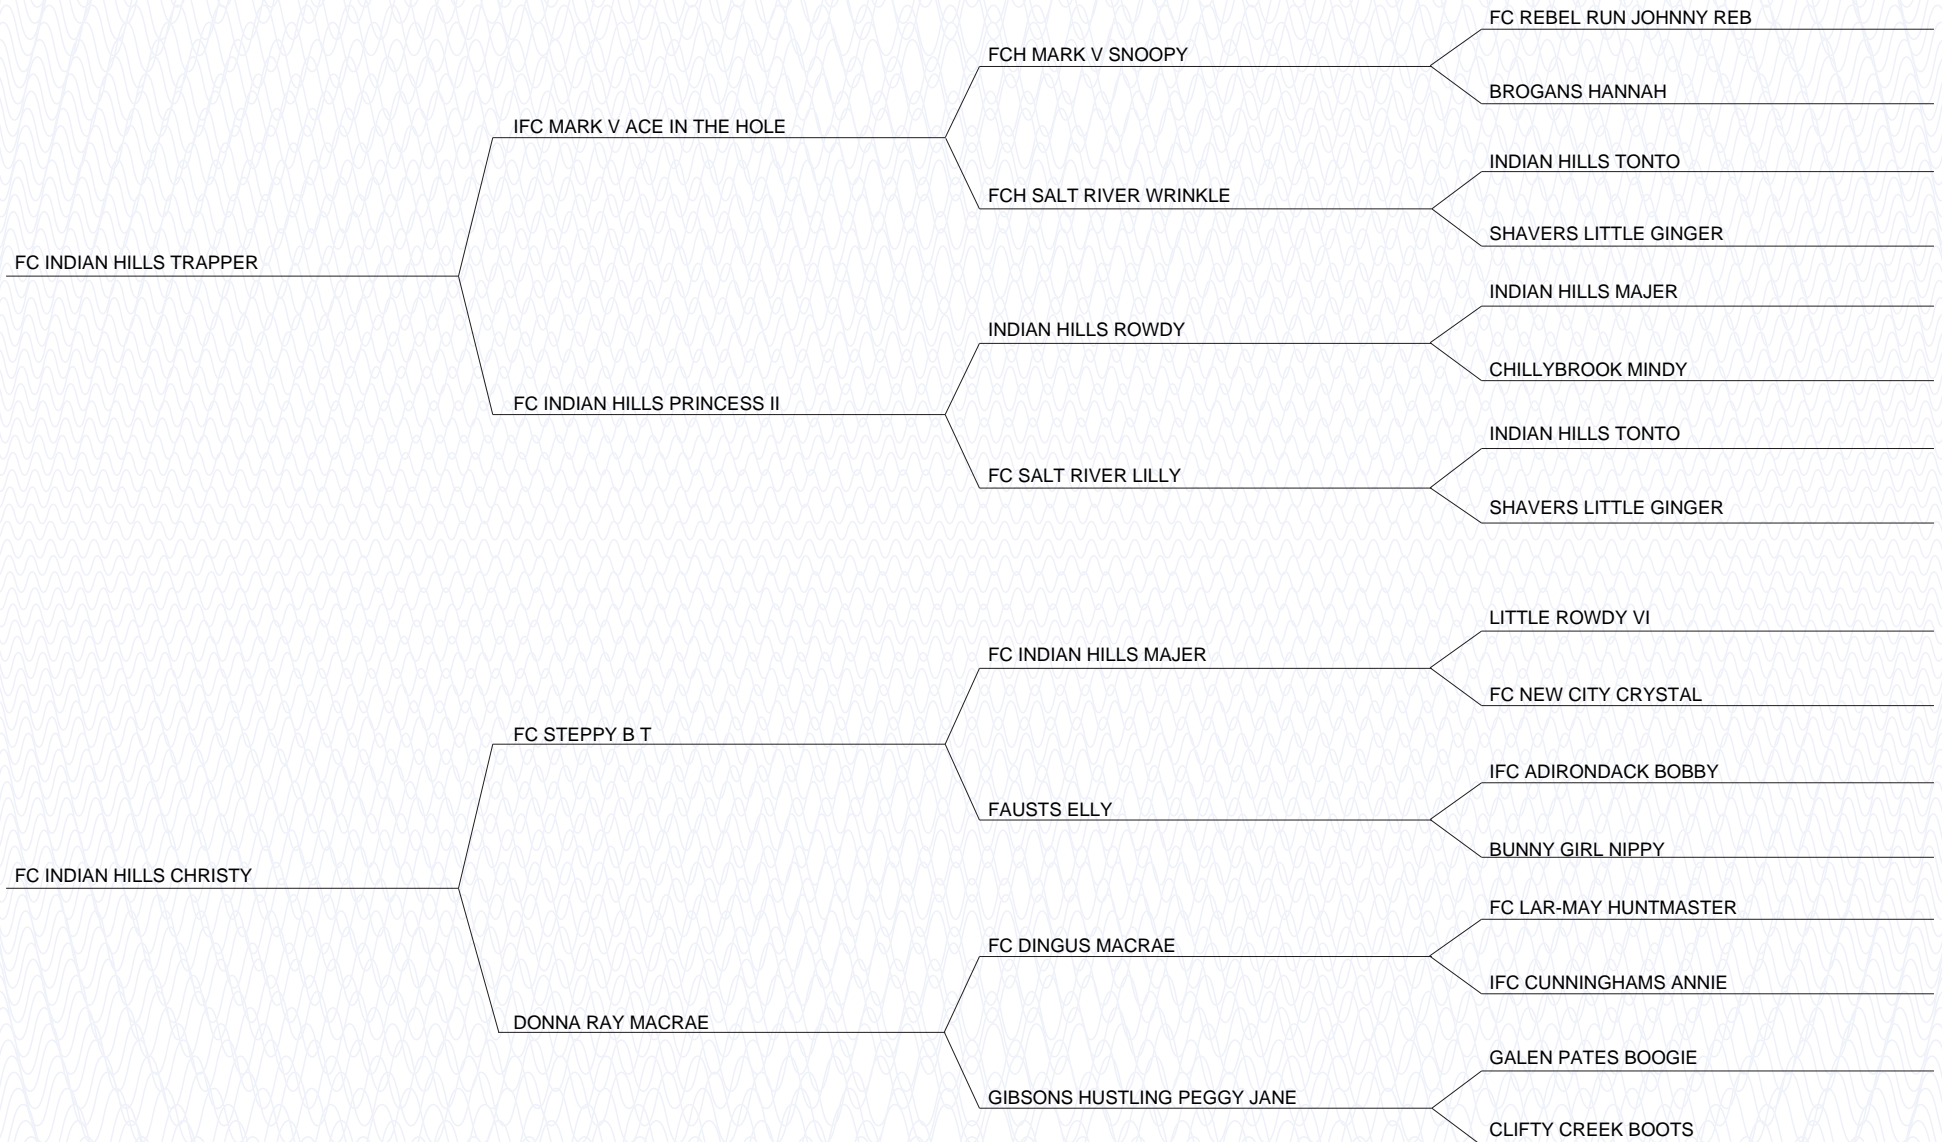 FC REBEL RUN JOHNNY REB
FCH MARK V SNOOPY
BROGANS HANNAH
IFC MARK V ACE IN THE HOLE
INDIAN HILLS TONTO
FCH SALT RIVER WRINKLE
SHAVERS LITTLE GINGER
FC INDIAN HILLS TRAPPER
INDIAN HILLS MAJER
INDIAN HILLS ROWDY
CHILLYBROOK MINDY
FC INDIAN HILLS PRINCESS II
INDIAN HILLS TONTO
FC SALT RIVER LILLY
SHAVERS LITTLE GINGER
LITTLE ROWDY VI
FC INDIAN HILLS MAJER
FC NEW CITY CRYSTAL
FC STEPPY B T
IFC ADIRONDACK BOBBY
FAUSTS ELLY
BUNNY GIRL NIPPY
FC INDIAN HILLS CHRISTY
FC LAR-MAY HUNTMASTER
FC DINGUS MACRAE
IFC CUNNINGHAMS ANNIE
DONNA RAY MACRAE
GALEN PATES BOOGIE
GIBSONS HUSTLING PEGGY JANE
CLIFTY CREEK BOOTS